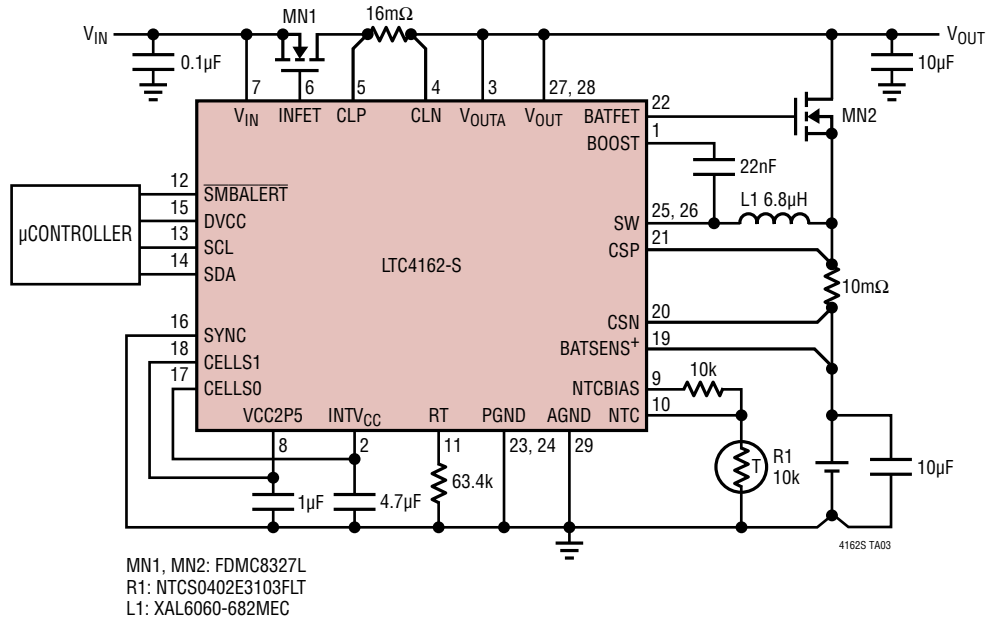 MN1
16mΩ
VIN
VOUT
0.1µF
10µF
7
6
5
4
3
27, 28
VIN
INFET
CLP
CLN
VOUTA
VOUT
BATFET
22
MN2
BOOST
1
22nF
12
SMBALERT
15
DVCC
µCONTROLLER
13
SCL
14
SDA
SW
25, 26
L1 6.8µH
CSP
21
LTC4162-S
10mΩ
CSN
20
16
SYNC
BATSENS+
19
18
CELLS1
17
CELLS0
NTCBIAS
9
10k
VCC2P5
INTVCC
RT
PGND
AGND
NTC
10
8
2
11
23, 24
29
T
R1
10k
1µF
4.7µF
63.4k
10µF
4162S TA03
MN1, MN2: FDMC8327L
R1: NTCS0402E3103FLT
L1: XAL6060-682MEC